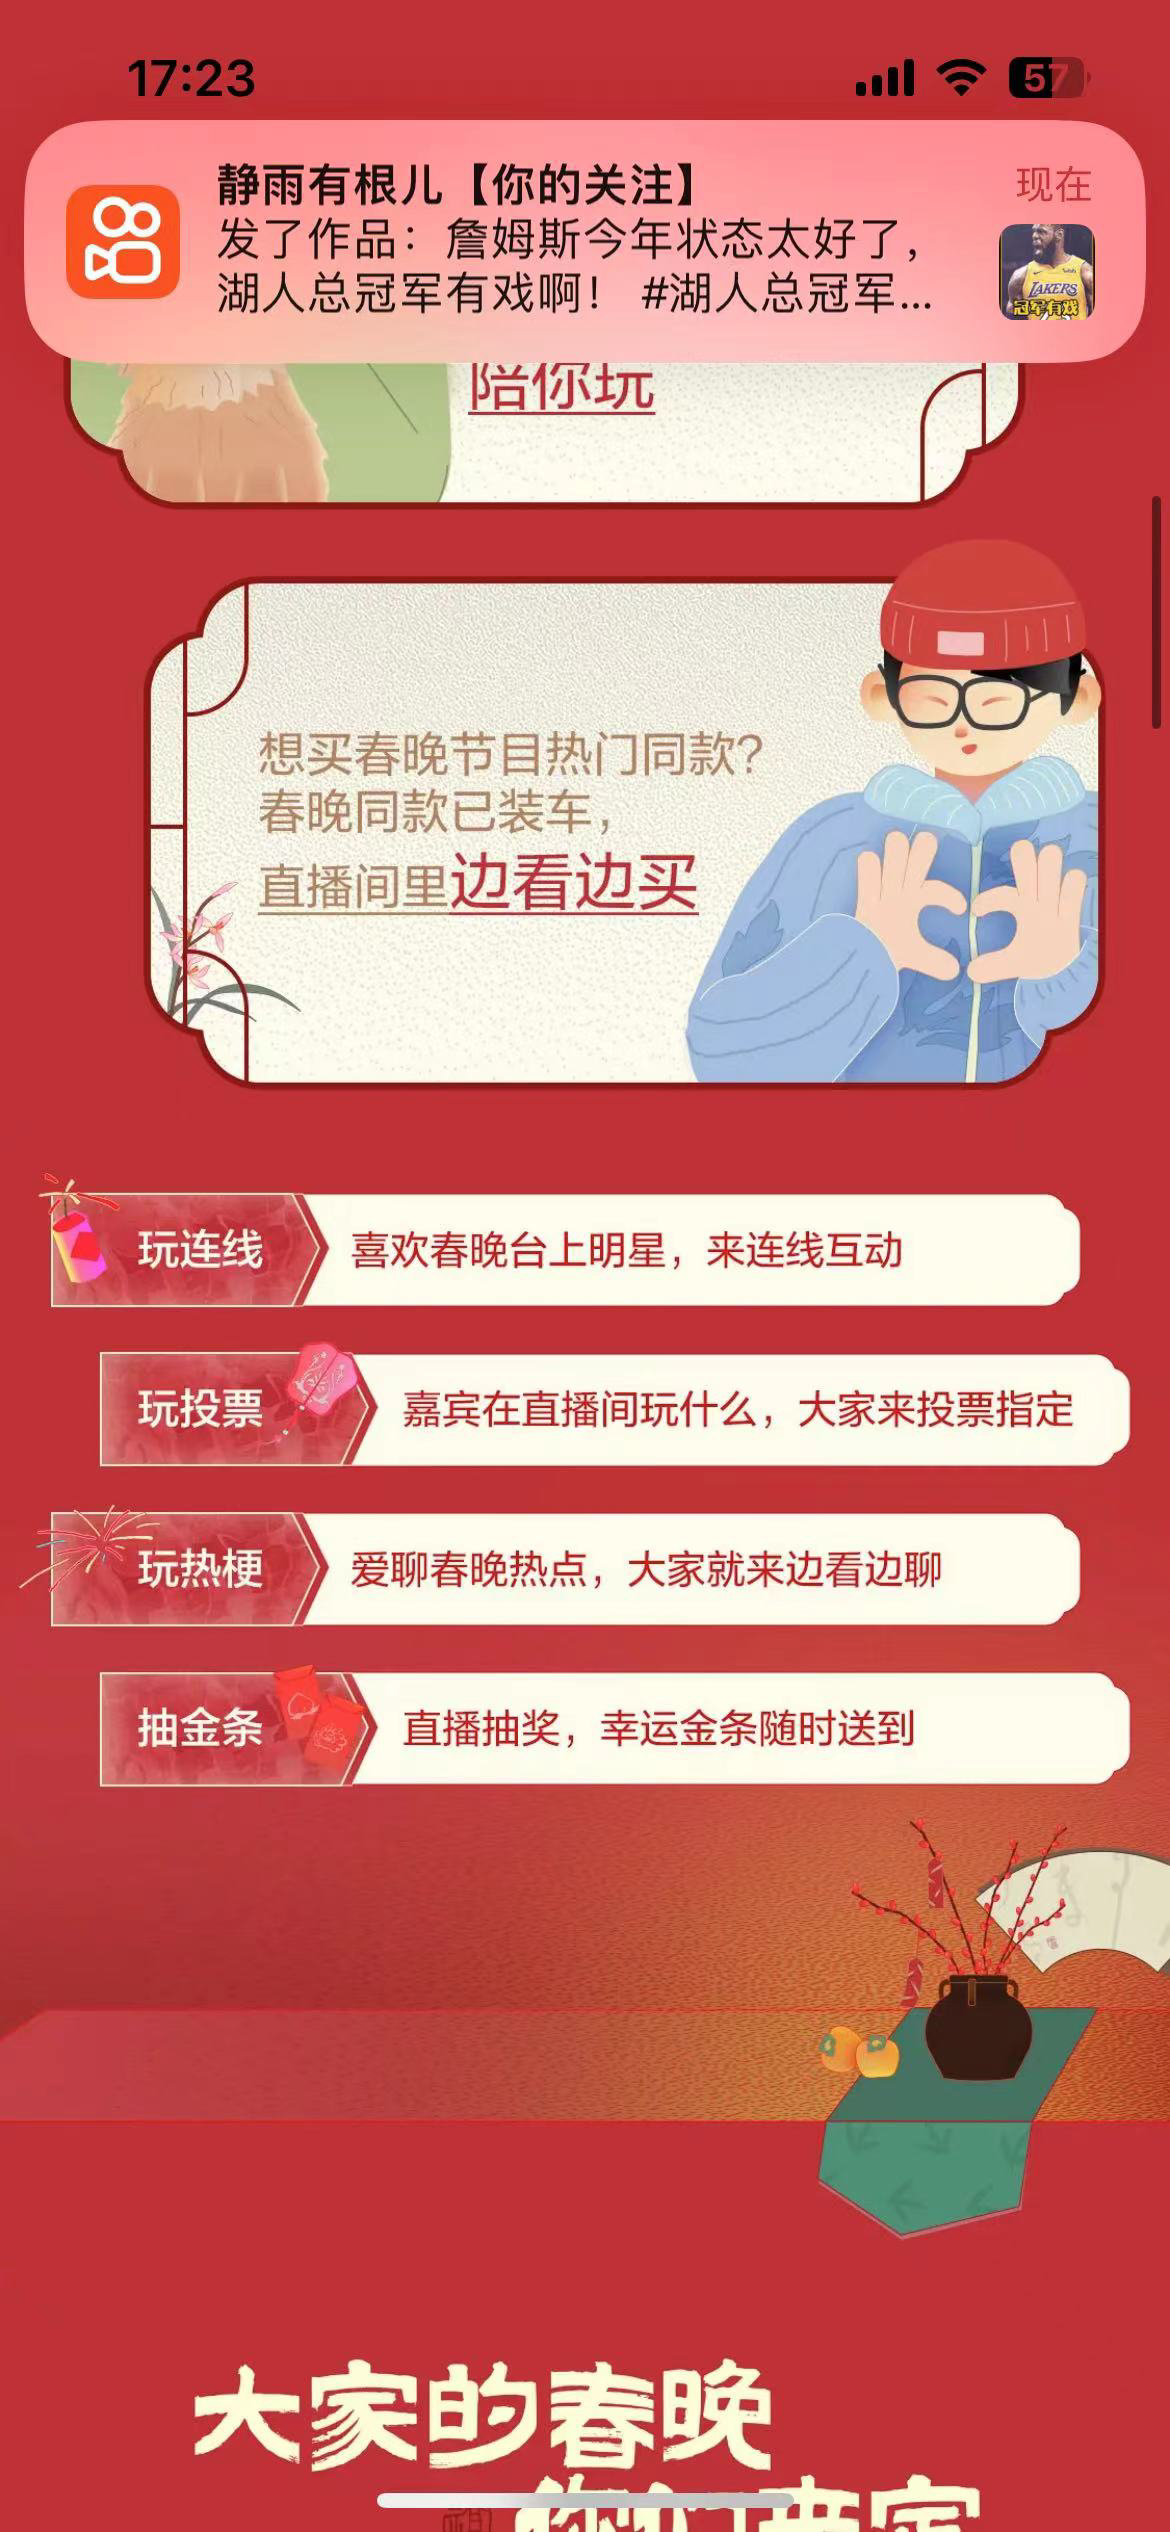 17:23
57
静雨有根儿【你的关注】
现在
发了作品：詹姆斯今年状态太好了，
湖人总冠军有戏啊！ #湖人总冠军...
LAKERS
冠军有戏
陪你玩
想买春晚节目热门同款？
春晚同款已装车，
直播间里边看边买
玩连线
喜欢春晚台上明星，来连线互动
玩投票
嘉宾在直播间玩什么，大家来投票指定
玩热梗
爱聊春晚热点，大家就来边看边聊
抽金条
直播抽奖，幸运金条随时送到
大家的春晚